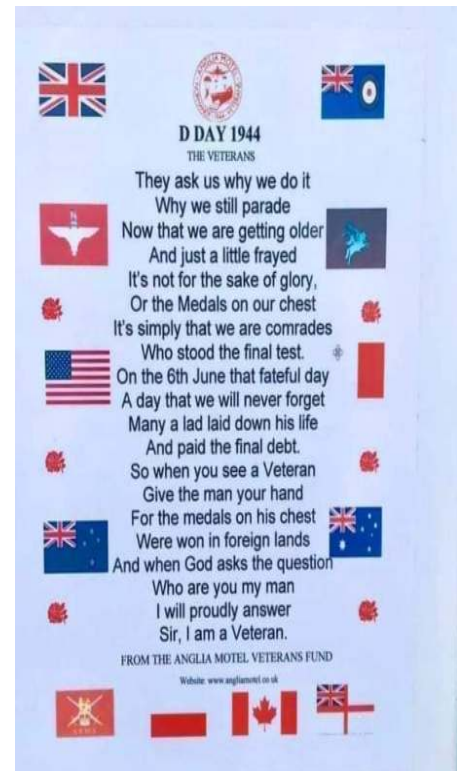 ANGLIA MOTEL
D DAY 1944
THE VETERANS
They ask us why we do it
Why we still parade
Now that we are getting older
And just a little frayed
It's not for the sake of glory,
Or the Medals on our chest
It's simply that we are comrades
Who stood the final test.
On the 6th June that fateful day
A day that we will never forget
Many a lad laid down his life
And paid the final debt.
So when you see a Veteran
Give the man your hand
For the medals on his chest
Were won in foreign lands
And when God asks the question
Who are you my man
I will proudly answer
Sir, I am a Veteran.
FROM THE ANGLIA MOTEL VETERANS FUND
Website: www.angliamotel.co.uk
ARMY